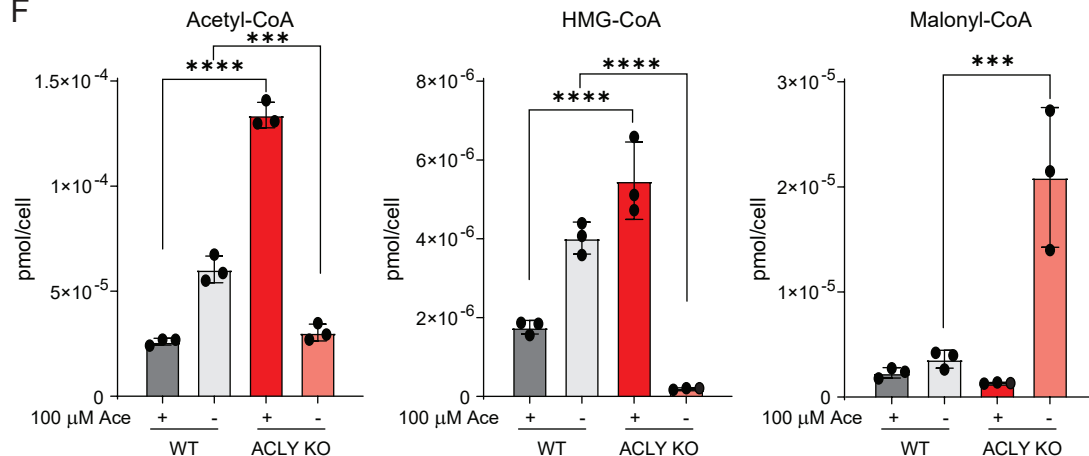 F
Acetyl-CoA
***
****
1.5×10-4
1×10-4
5×10-5
0
pmol/cell
100 μM Ace + - + -
WT ACLY KO
HMG-CoA
****
****
8×10-6
6×10-6
4×10-6
2×10-6
0
pmol/cell
100 μM Ace + - + -
WT ACLY KO
Malonyl-CoA
***
3×10-5
2×10-5
1×10-5
0
pmol/cell
100 μM Ace + - + -
WT ACLY KO